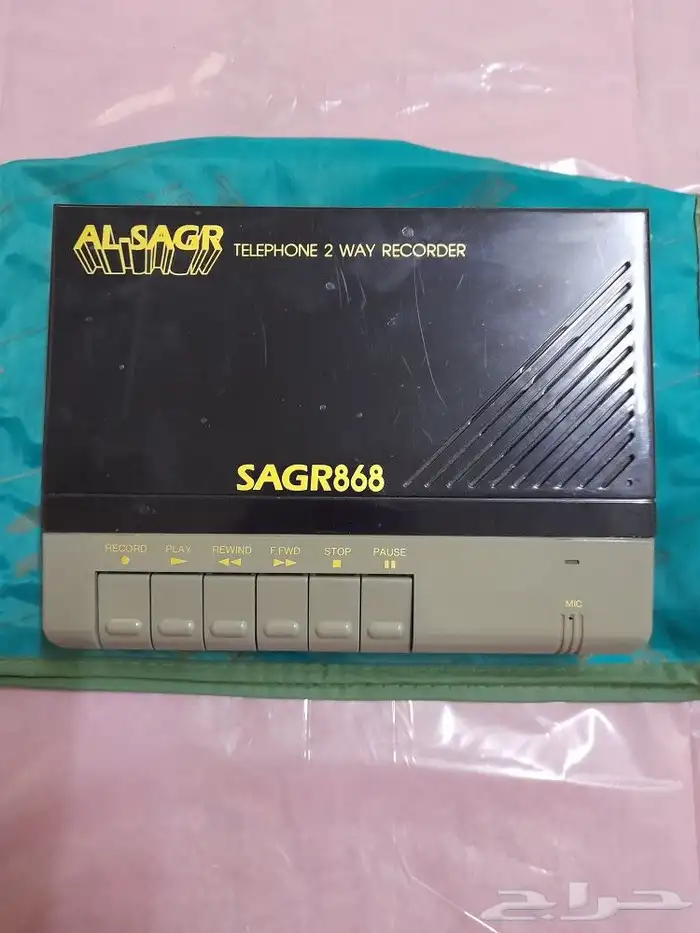 AL-SAGR TELEPHONE 2 WAY RECORDER
SAGR868
RECORD PLAY REWIND F.FWD STOP PAUSE
MIC
حراج